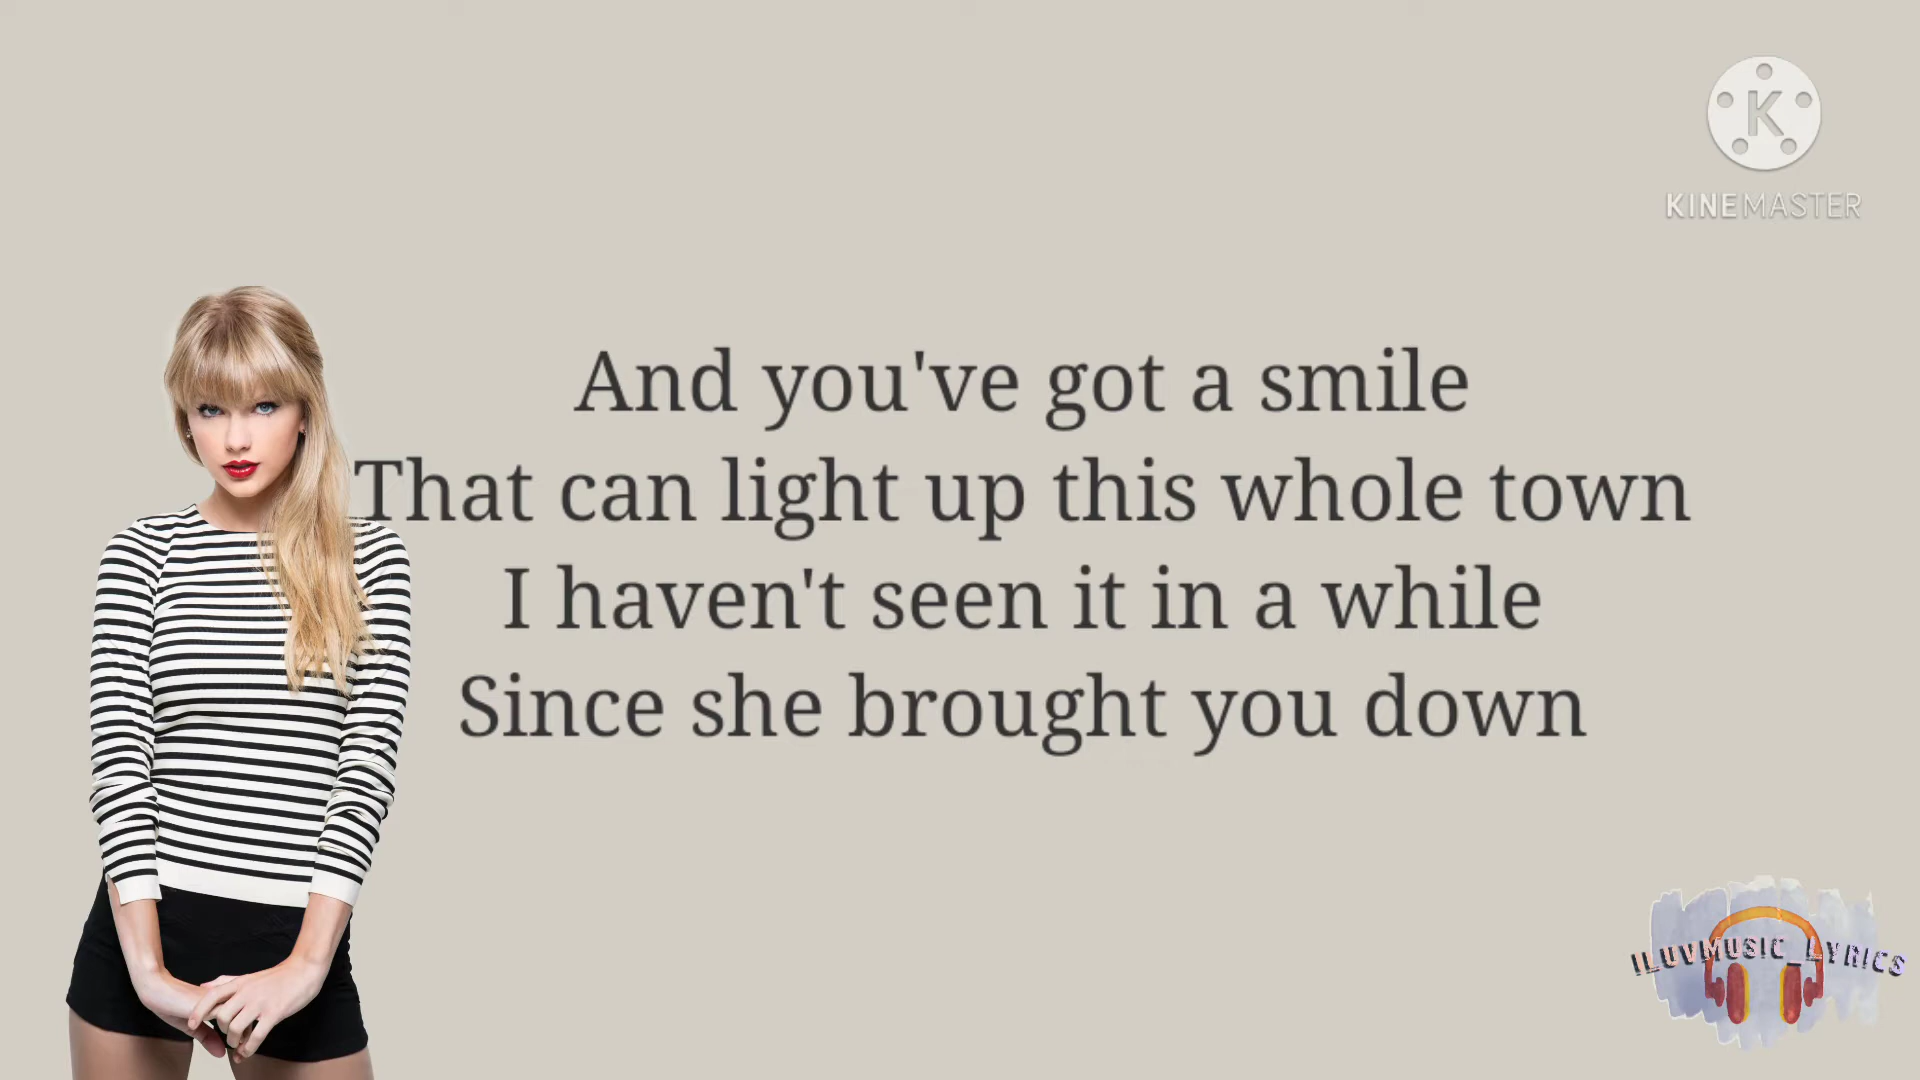 K
KINEMASTER
And you've got a smile
That can light up this whole town
I haven't seen it in a while
Since she brought you down
ILUVMUSIC_LYRICS